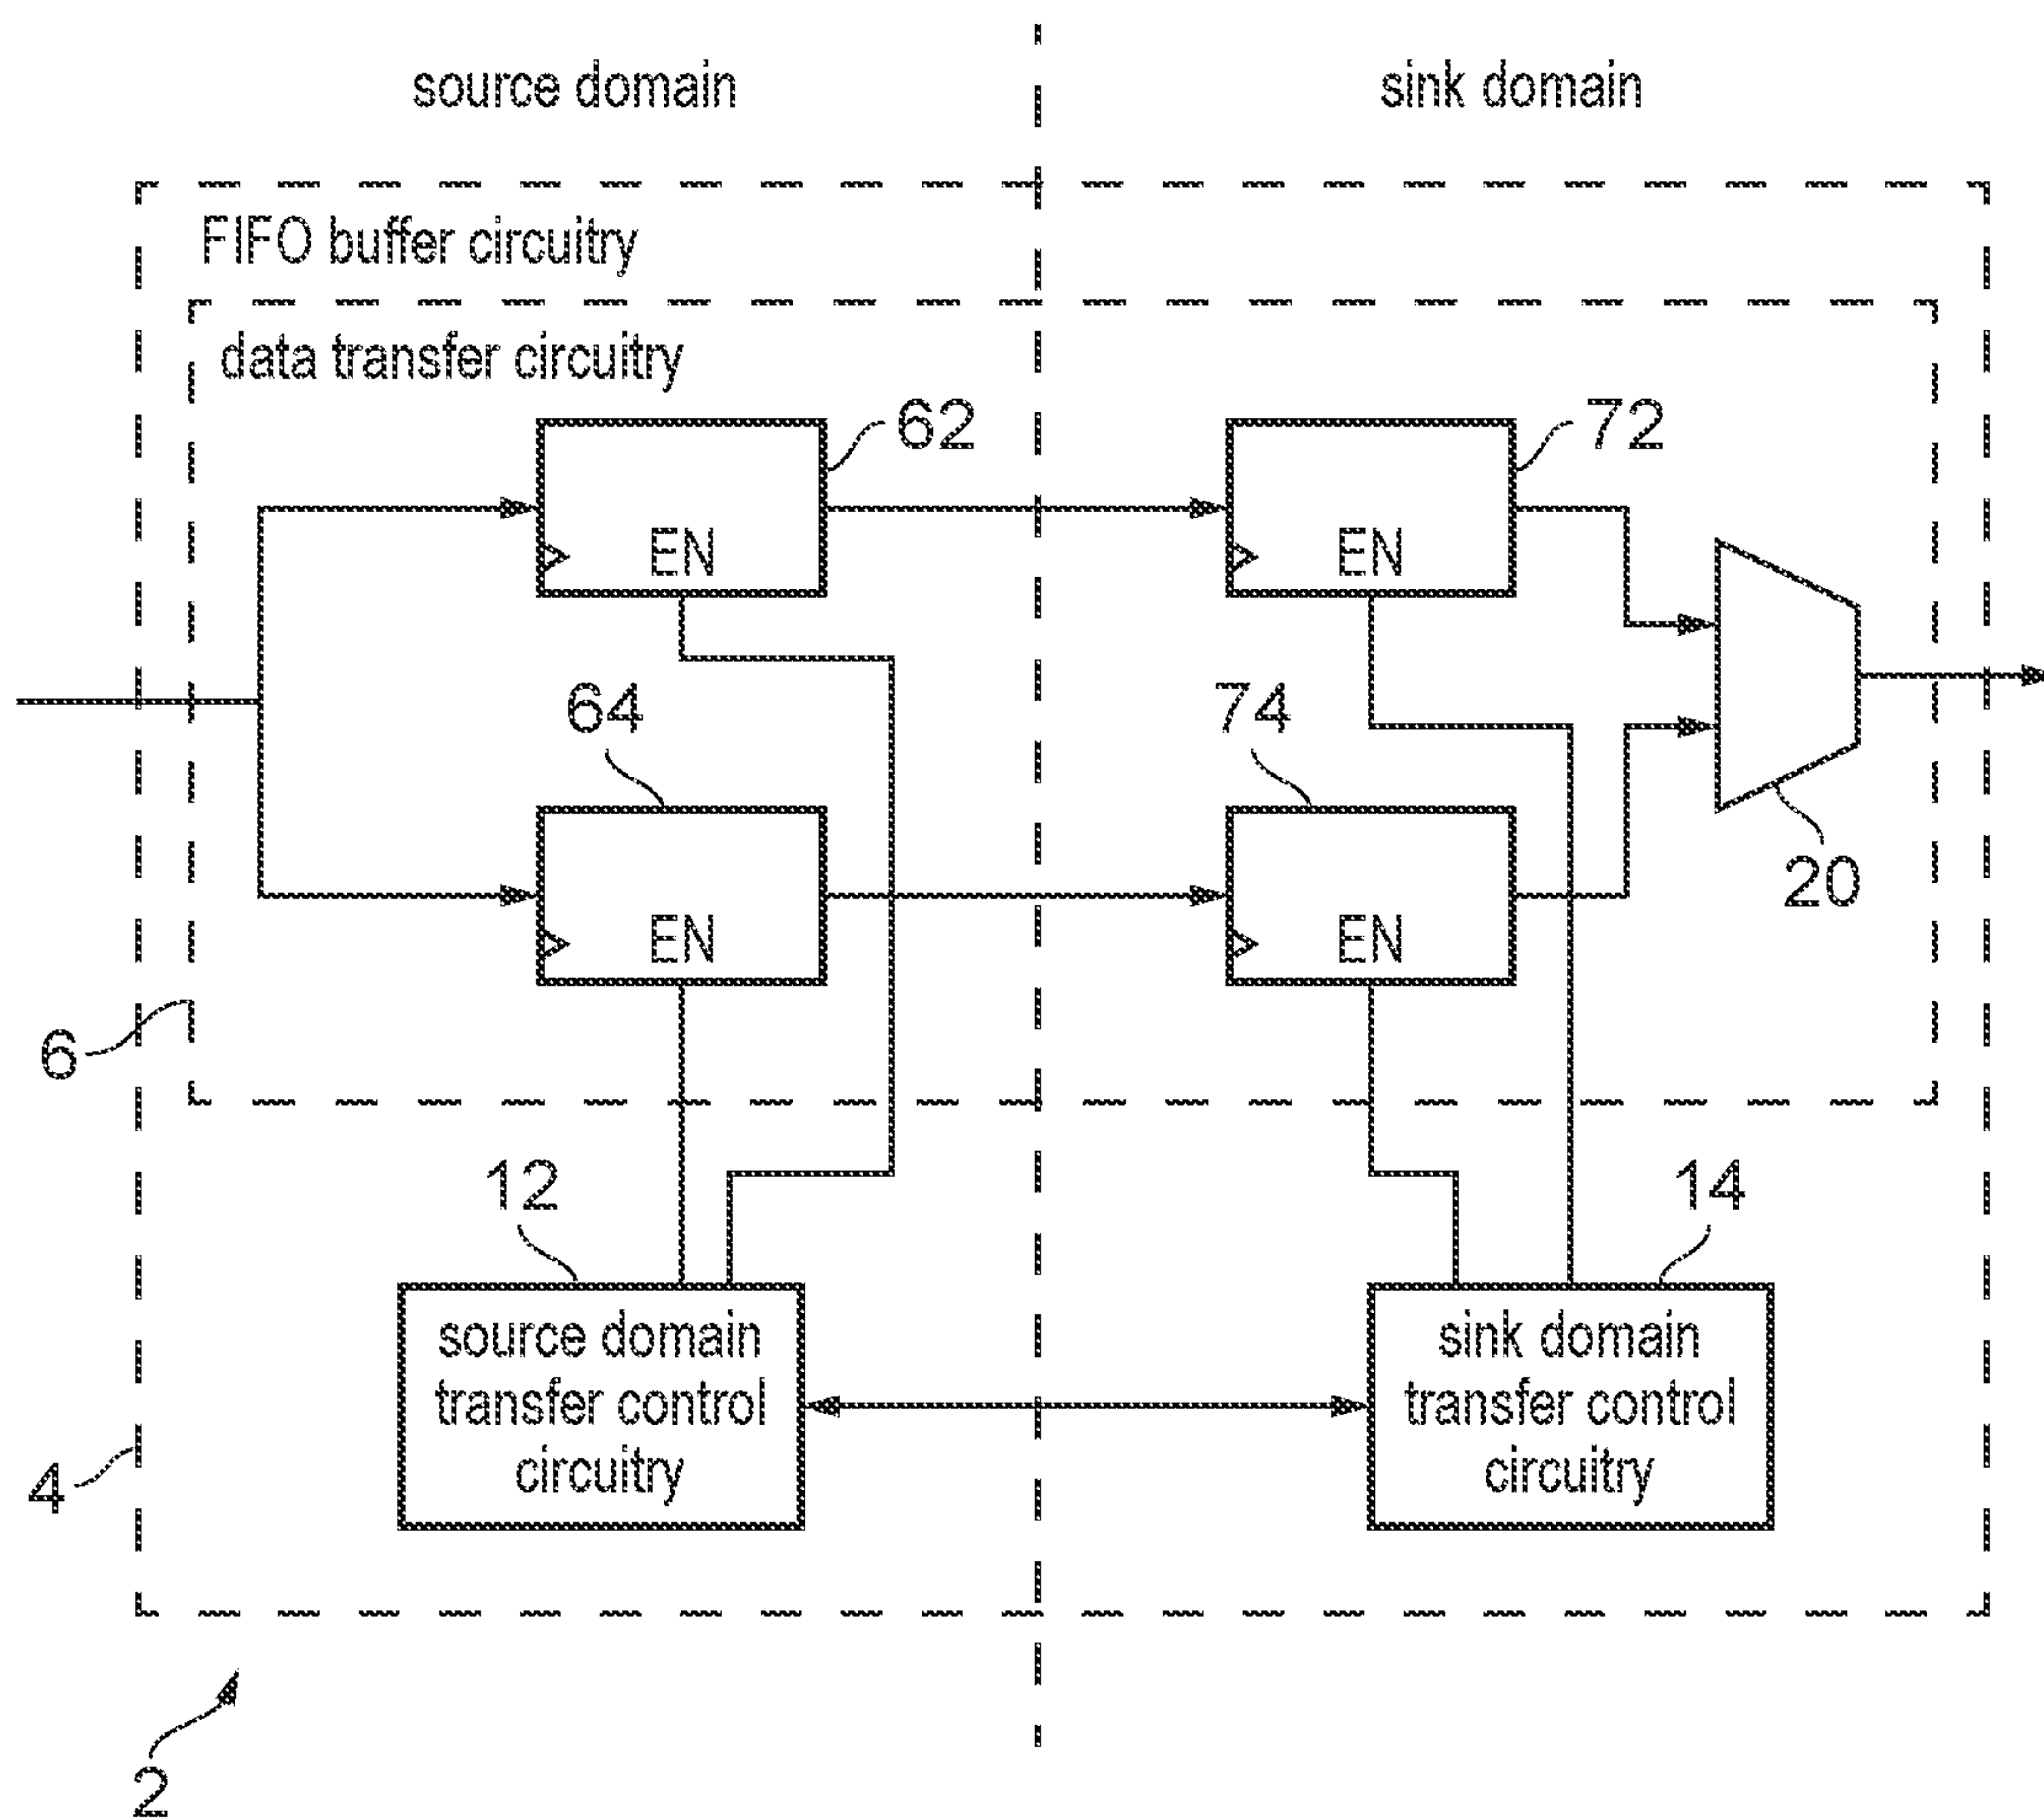 source domain
sink domain
FIFO buffer circuitry
data transfer circuitry
62
72
EN
EN
64
74
20
EN
EN
6
12
14
source domain
transfer control
circuitry
sink domain
transfer control
circuitry
4
2